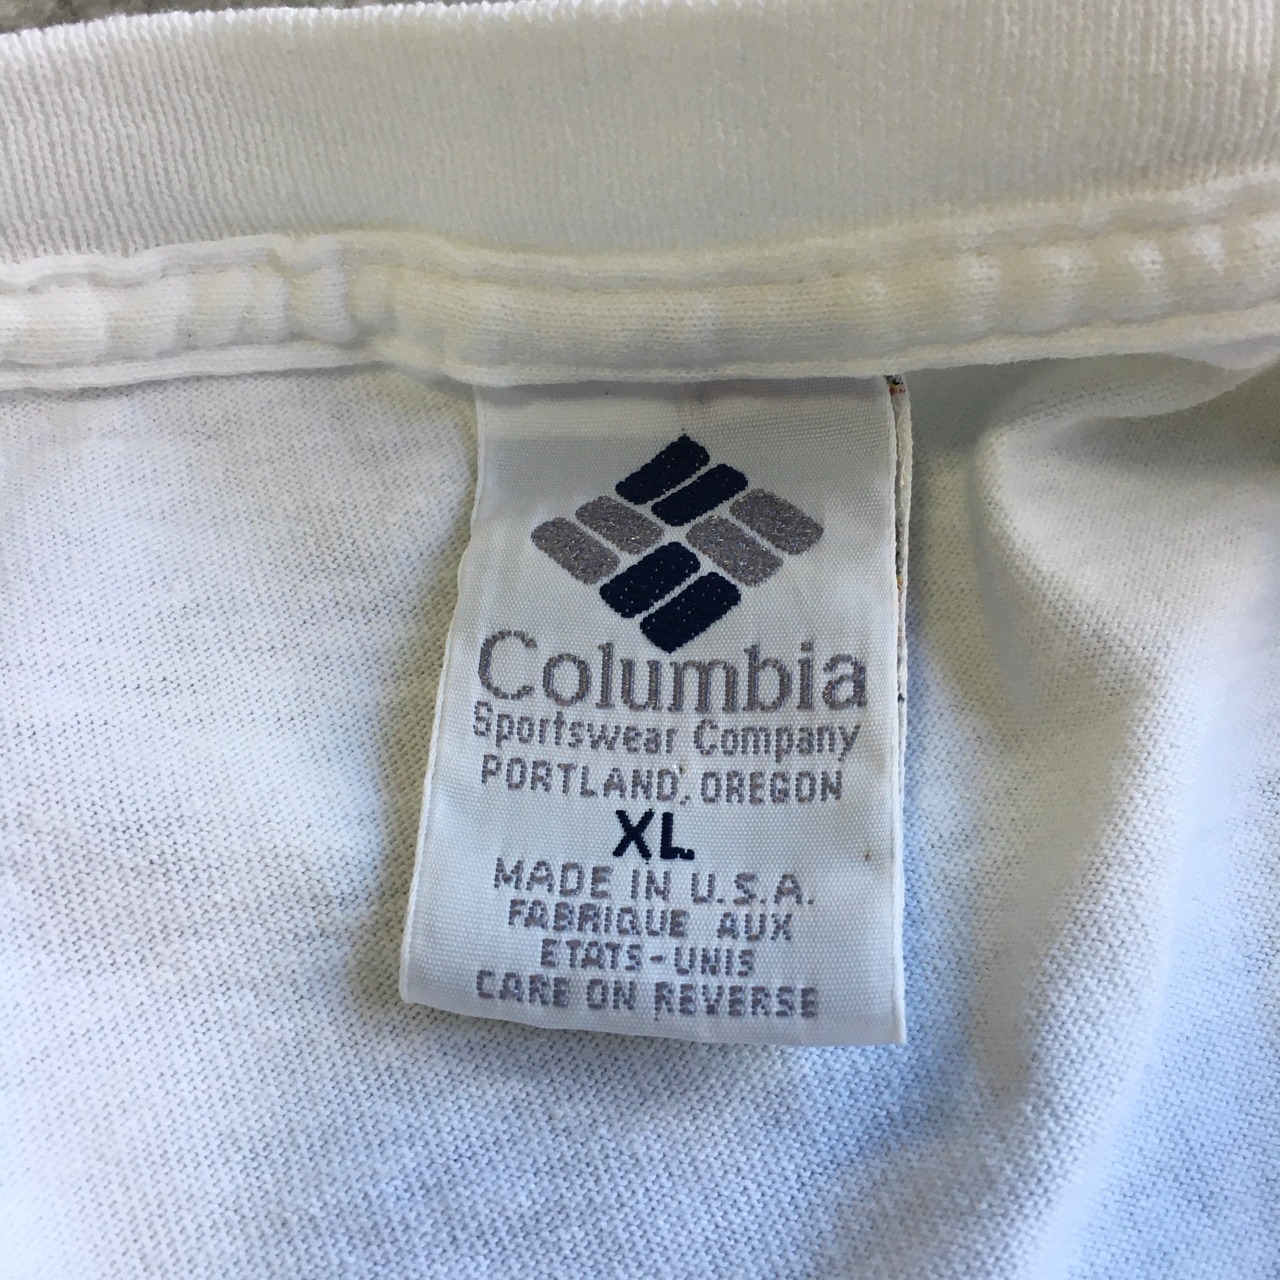 Columbia
Sportswear Company
PORTLAND, OREGON
XL
MADE IN U.S.A.
FABRIQUE AUX
ETATS-UNIS
CARE ON REVERSE